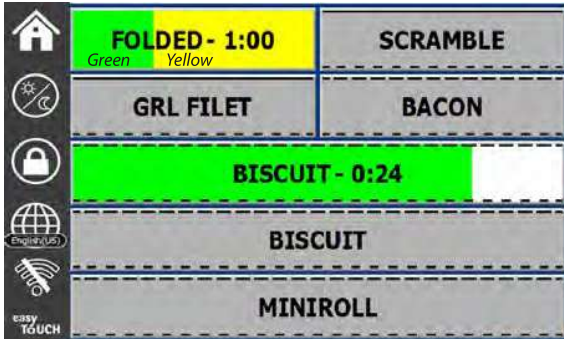 FOLDED - 1:00
Green Yellow
SCRAMBLE
GRL FILET
BACON
BISCUIT - 0:24
English(US)
BISCUIT
MINIROLL
easy
TOUCH